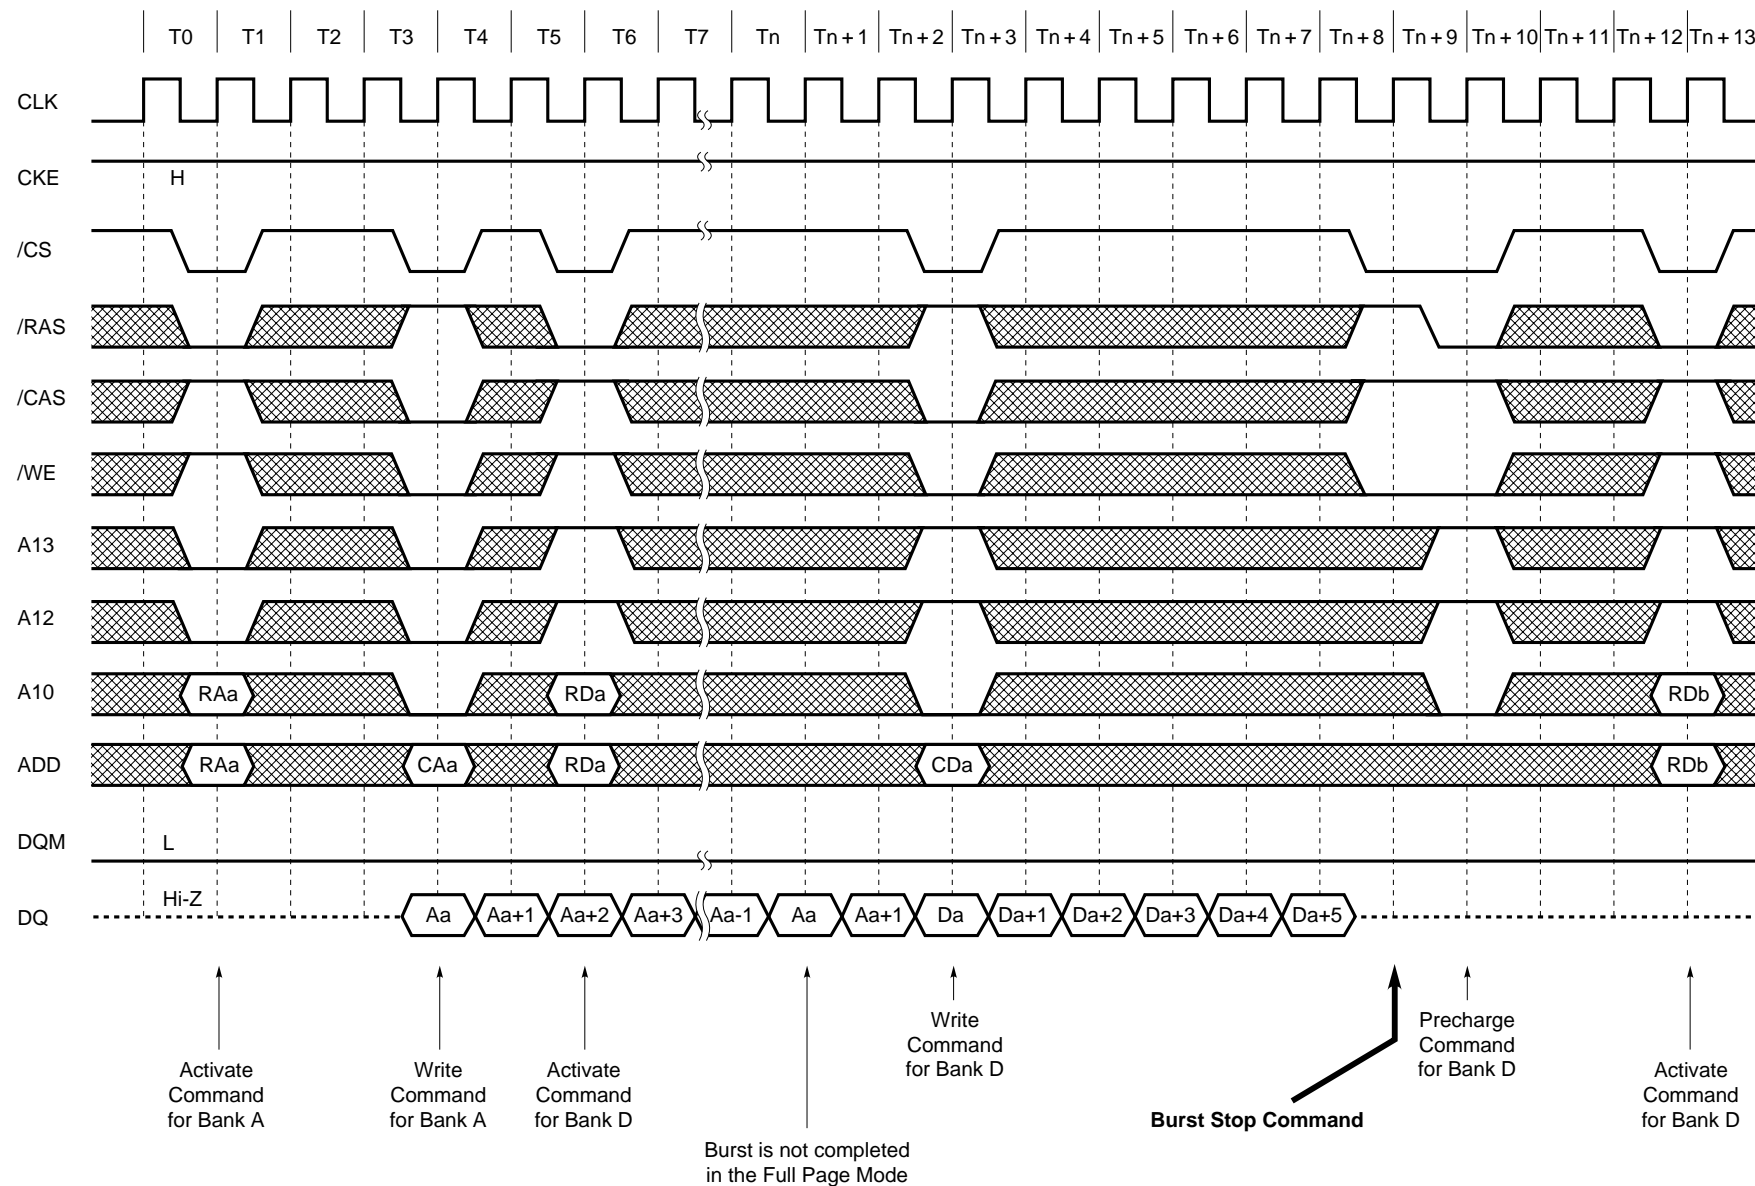 T0 T1 T2 T3 T4 T5 T6 T7 Tn Tn + 1 Tn + 2 Tn + 3 Tn + 4 Tn + 5 Tn + 6 Tn + 7 Tn + 8 Tn + 9 Tn + 10 Tn + 11 Tn + 12 Tn + 13
CLK
CKE
H
/CS
/RAS
/CAS
/WE
A13
A12
A10 RAa RDa RDb
ADD RAa CAa RDa CDa RDb
DQM
L
Hi-Z
DQ Aa Aa+1 Aa+2 Aa+3 Aa-1 Aa Aa+1 Da Da+1 Da+2 Da+3 Da+4 Da+5
Activate
Command
for Bank A
Write
Command
for Bank A
Activate
Command
for Bank D
Burst is not completed
in the Full Page Mode
Write
Command
for Bank D
Burst Stop Command
Precharge
Command
for Bank D
Activate
Command
for Bank D